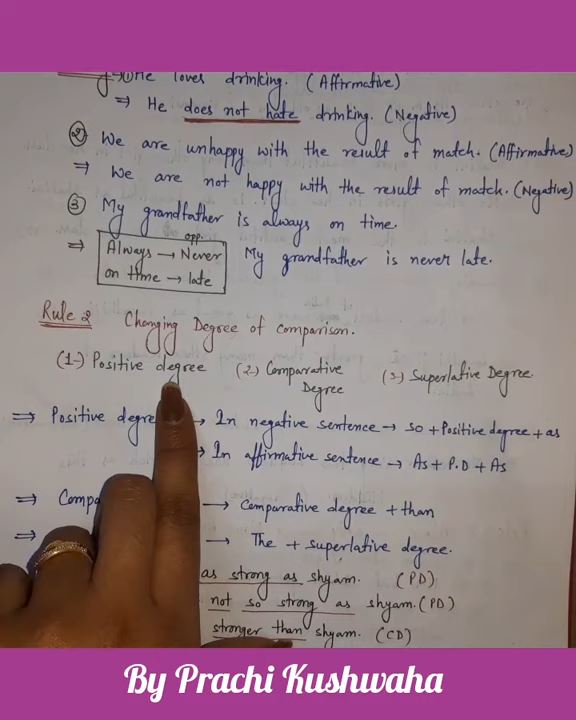 ① He loves drinking. (Affirmative)
⇒ He does not hate drinking. (Negative)
② We are unhappy with the result of match. (Affirmative)
⇒ We are not happy with the result of match. (Negative)
③ My grandfather is always on time.
⇒ Always → Never opp. My grandfather is never late.
on time → late
Rule 2 Changing Degree of comparison.
(1-) Positive degree (2-) Comparative Degree (3-) Superlative Degree.
⇒ Positive → In negative sentence → so + Positive degree + as
→ In affirmative sentence → As + P.D + As
⇒ → Comparative degree + than
⇒ → The + superlative degree.
as strong as shyam. (P.D)
not so strong as shyam. (PD)
stronger than shyam. (CD)
By Prachi Kushwaha